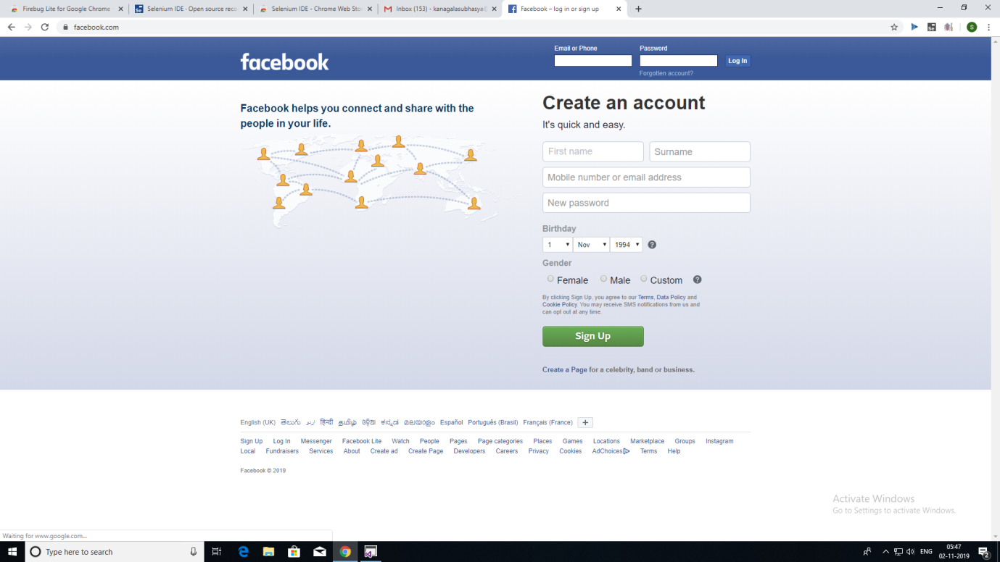 Firebug Lite for Google Chrome
Selenium IDE · Open source reco
Selenium IDE - Chrome Web Sto
Inbox (153) - kanagalasubhasya@
Facebook – log in or sign up
facebook.com
Se
S
facebook
Email or Phone
Password
Log In
Forgotten account?
Facebook helps you connect and share with the
people in your life.
Create an account
It's quick and easy.
First name
Surname
Mobile number or email address
New password
Birthday
1 Nov 1994
Gender
Female Male Custom
By clicking Sign Up, you agree to our Terms, Data Policy and
Cookie Policy. You may receive SMS notifications from us and
can opt out at any time.
Sign Up
Create a Page for a celebrity, band or business.
English (UK) తెలుగు اردو हिन्दी தமிழ் ଓଡ଼ିଆ ಕನ್ನಡ മലയാളം Español Português (Brasil) Français (France)
Sign Up Log In Messenger Facebook Lite Watch People Pages Page categories Places Games Locations Marketplace Groups Instagram
Local Fundraisers Services About Create ad Create Page Developers Careers Privacy Cookies AdChoices Terms Help
Facebook © 2019
Activate Windows
Go to Settings to activate Windows.
Waiting for www.google.com...
Type here to search
ENG
05:47
02-11-2019
2